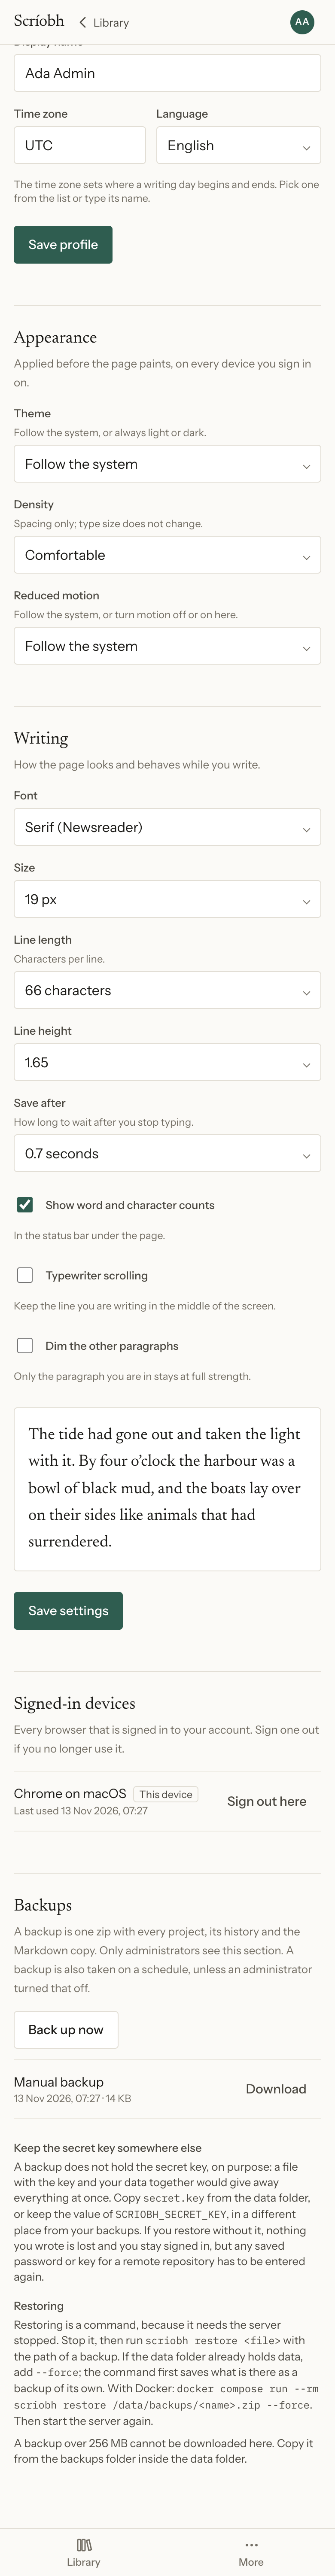 Scríobh
Library
AA
Display name
Ada Admin
Time zone
Language
UTC
English
The time zone sets where a writing day begins and ends. Pick one
from the list or type its name.
Save profile
Appearance
Applied before the page paints, on every device you sign in
on.
Theme
Follow the system, or always light or dark.
Follow the system
Density
Spacing only; type size does not change.
Comfortable
Reduced motion
Follow the system, or turn motion off or on here.
Follow the system
Writing
How the page looks and behaves while you write.
Font
Serif (Newsreader)
Size
19 px
Line length
Characters per line.
66 characters
Line height
1.65
Save after
How long to wait after you stop typing.
0.7 seconds
Show word and character counts
In the status bar under the page.
Typewriter scrolling
Keep the line you are writing in the middle of the screen.
Dim the other paragraphs
Only the paragraph you are in stays at full strength.
The tide had gone out and taken the light
with it. By four o’clock the harbour was a
bowl of black mud, and the boats lay over
on their sides like animals that had
surrendered.
Save settings
Signed-in devices
Every browser that is signed in to your account. Sign one out
if you no longer use it.
Chrome on macOS This device
Last used 13 Nov 2026, 07:27
Sign out here
Backups
A backup is one zip with every project, its history and the
Markdown copy. Only administrators see this section. A
backup is also taken on a schedule, unless an administrator
turned that off.
Back up now
Manual backup
13 Nov 2026, 07:27 · 14 KB
Download
Keep the secret key somewhere else
A backup does not hold the secret key, on purpose: a file
with the key and your data together would give away
everything at once. Copy secret.key from the data folder,
or keep the value of SCRIOBH_SECRET_KEY, in a different
place from your backups. If you restore without it, nothing
you wrote is lost and you stay signed in, but any saved
password or key for a remote repository has to be entered
again.
Restoring
Restoring is a command, because it needs the server
stopped. Stop it, then run scriobh restore <file> with
the path of a backup. If the data folder already holds data,
add --force; the command first saves what is there as a
backup of its own. With Docker: docker compose run --rm
scriobh restore /data/backups/<name>.zip --force.
Then start the server again.
A backup over 256 MB cannot be downloaded here. Copy it
from the backups folder inside the data folder.
Library
More